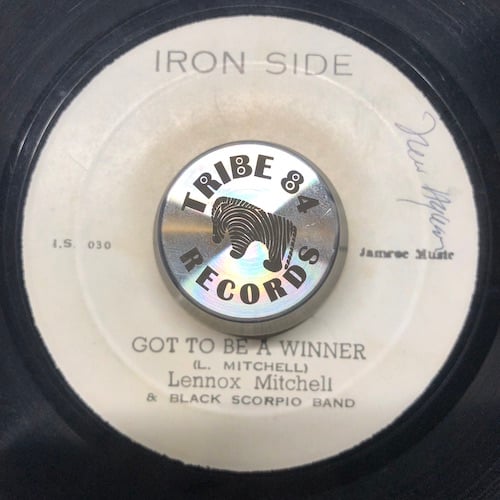 IRON SIDE
TRIBE 84
RECORDS
I.S. 030
Jamroc Music
GOT TO BE A WINNER
(L. MITCHELL)
Lennox Mitchell
& BLACK SCORPIO BAND